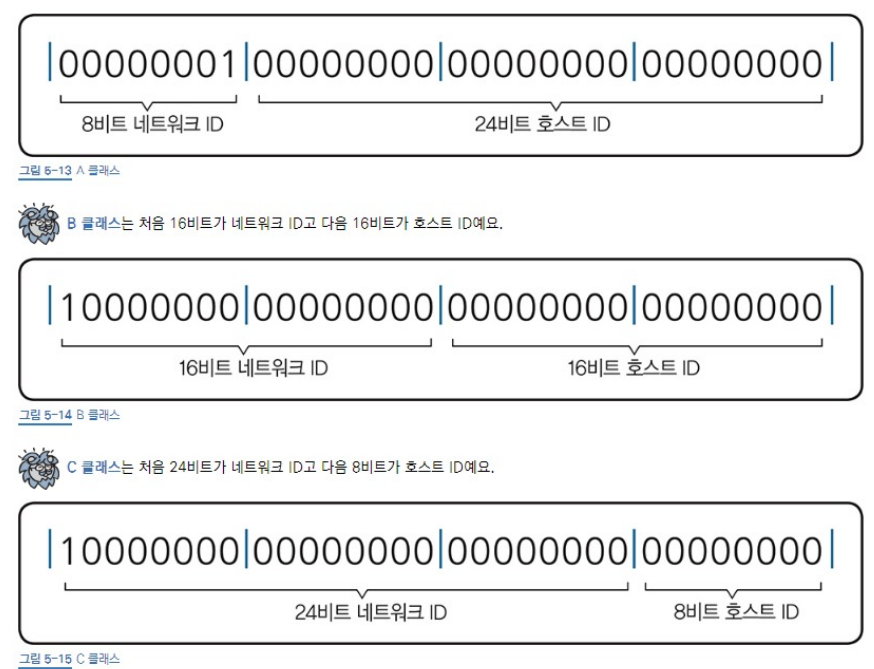 |00000001|00000000|00000000|00000000|
8비트 네트워크 ID 24비트 호스트 ID
그림 5-13 A 클래스
B 클래스는 처음 16비트가 네트워크 ID고 다음 16비트가 호스트 ID예요.
|10000000|00000000|00000000|00000000|
16비트 네트워크 ID 16비트 호스트 ID
그림 5-14 B 클래스
C 클래스는 처음 24비트가 네트워크 ID고 다음 8비트가 호스트 ID예요.
|10000000|00000000|00000000|00000000|
24비트 네트워크 ID 8비트 호스트 ID
그림 5-15 C 클래스